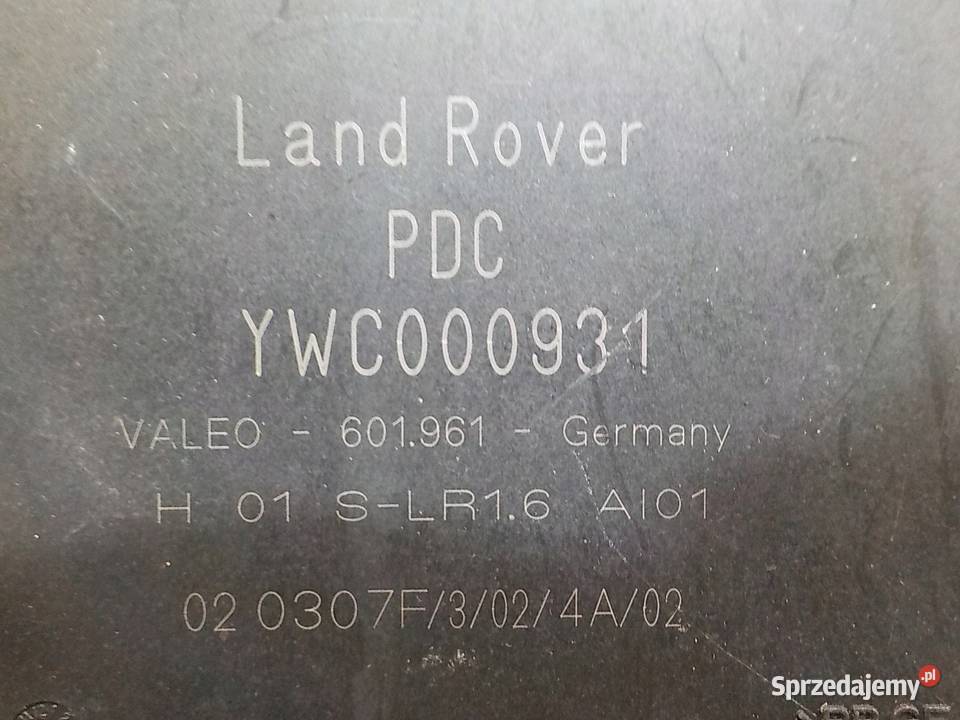 Land Rover
PDC
YWC000931
VALEO - 601.961 - Germany
H 01 S-LR1.6 AI01
02 0307F/3/02/4A/02
Sprzedajemy.pl